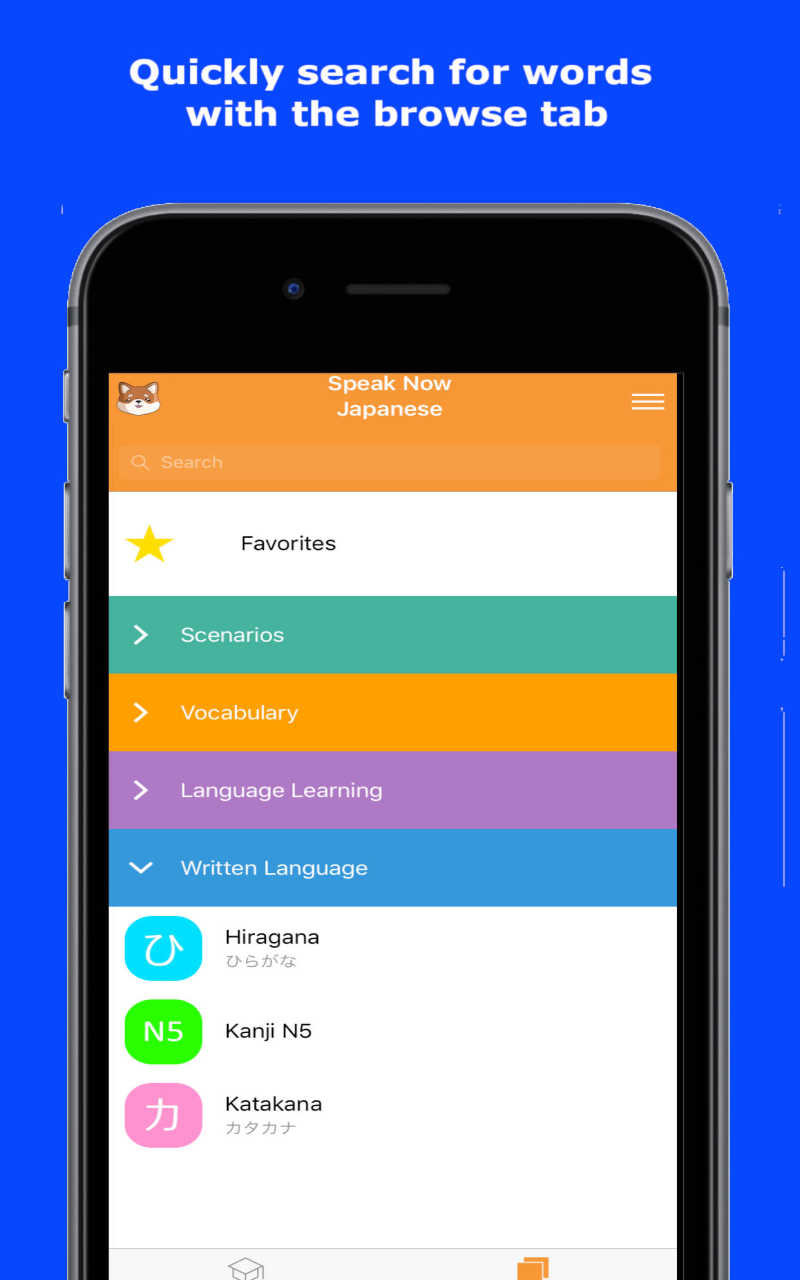 Quickly search for words
with the browse tab
Speak Now
Japanese
Search
Favorites
Scenarios
Vocabulary
Language Learning
Written Language
ひ
Hiragana
ひらがな
N5
Kanji N5
カ
Katakana
カタカナ